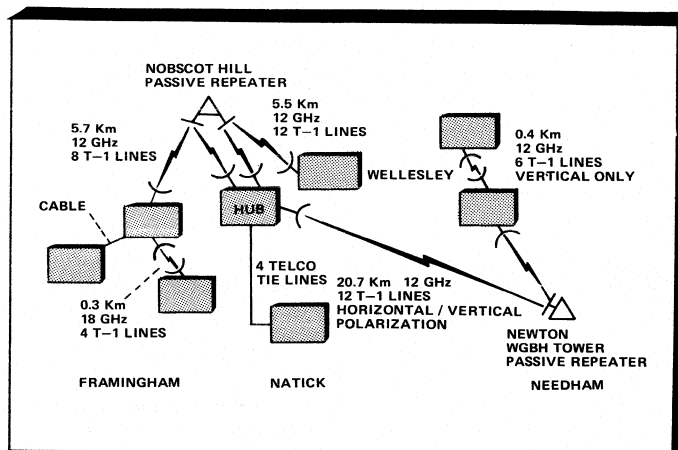 NOBSCOT HILL
PASSIVE REPEATER
5.7 Km
12 GHz
8 T–1 LINES
5.5 Km
12 GHz
12 T–1 LINES
0.4 Km
12 GHz
6 T–1 LINES
VERTICAL ONLY
WELLESLEY
CABLE
HUB
4 TELCO
TIE LINES
20.7 Km 12 GHz
12 T–1 LINES
HORIZONTAL / VERTICAL
POLARIZATION
0.3 Km
18 GHz
4 T–1 LINES
NEWTON
WGBH TOWER
PASSIVE REPEATER
FRAMINGHAM
NATICK
NEEDHAM